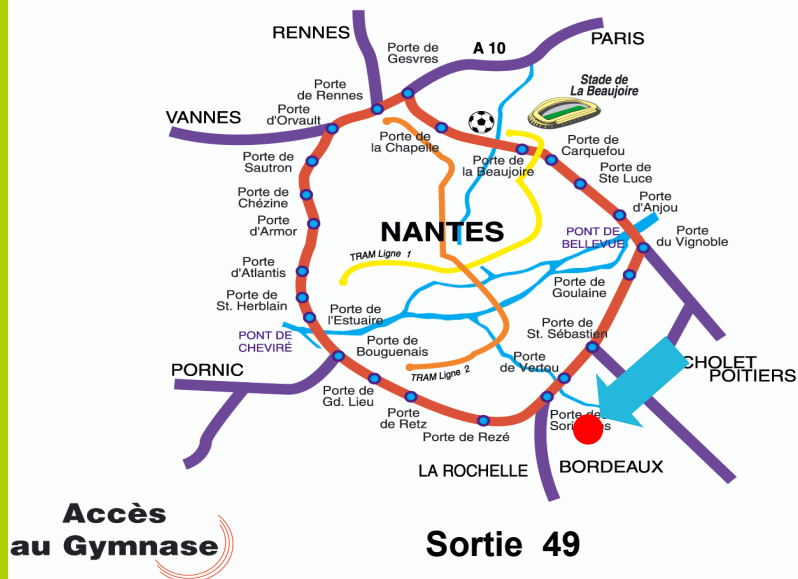 RENNES
Porte de
Gesvres
A 10
PARIS
Stade de
La Beaujoire
Porte
de Rennes
VANNES
Porte
d'Orvault
Porte de
la Chapelle
Porte de
Carquefou
Porte de
Sautron
Porte de
la Beaujoire
Porte de
Ste Luce
Porte de
Chézine
Porte
d'Anjou
Porte
d'Armor
NANTES
PONT DE
BELLEVUE
Porte
du Vignoble
TRAM Ligne 1
Porte
d'Atlantis
Porte de
Goulaine
Porte de
St. Herblain
Porte de
l'Estuaire
Porte de
St. Sébastien
PONT DE
CHEVIRÉ
Porte de
Bouguenais
Porte
de Vertou
CHOLET
POITIERS
PORNIC
TRAM Ligne 2
Porte de
Gd. Lieu
Porte
de Retz
Porte de Rezé
Porte
LA ROCHELLE
BORDEAUX
Accès
au Gymnase
Sortie 49